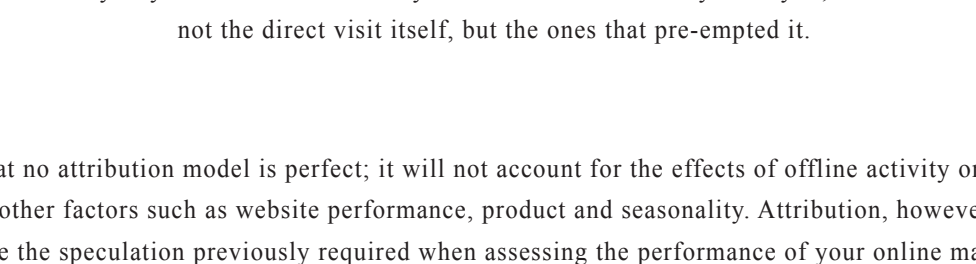 not the direct visit itself, but the ones that pre-empted it.
at no attribution model is perfect; it will not account for the effects of offline activity or
other factors such as website performance, product and seasonality. Attribution, howeve
e the speculation previously required when assessing the performance of your online ma